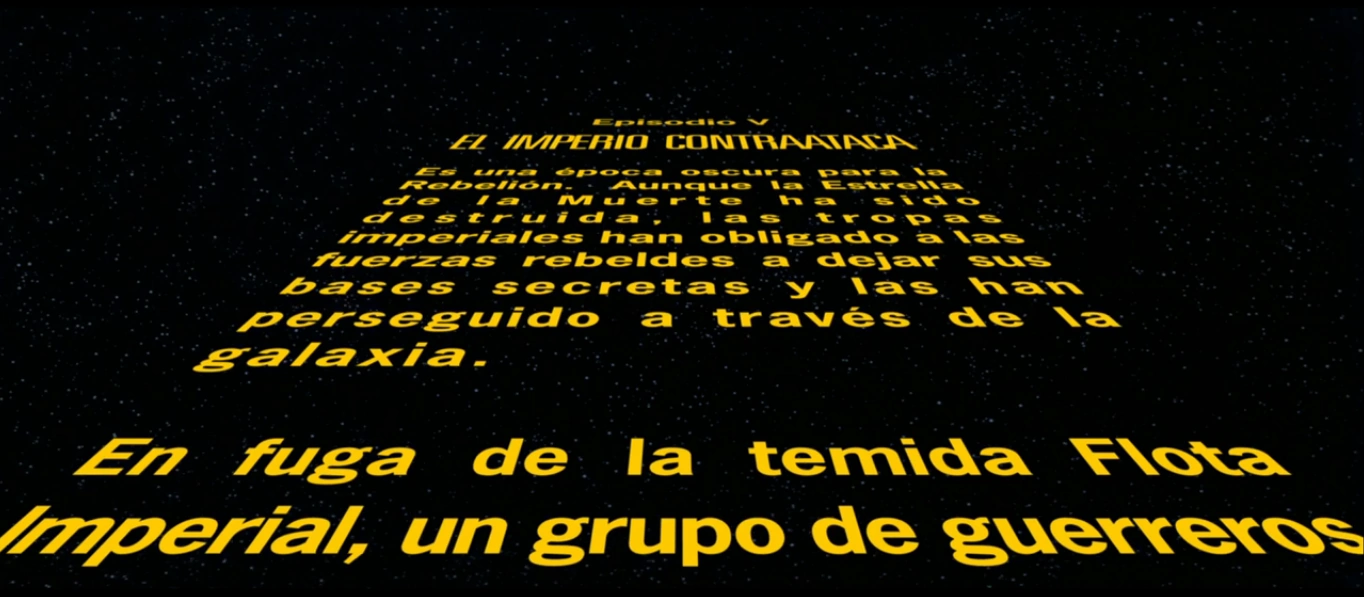 Episodio V
EL IMPERIO CONTRAATACA
Es una época oscura para la
Rebelión. Aunque la Estrella
de la Muerte ha sido
destruida, las tropas
imperiales han obligado a las
fuerzas rebeldes a dejar sus
bases secretas y las han
perseguido a través de la
galaxia.
En fuga de la temida Flota
Imperial, un grupo de guerreros